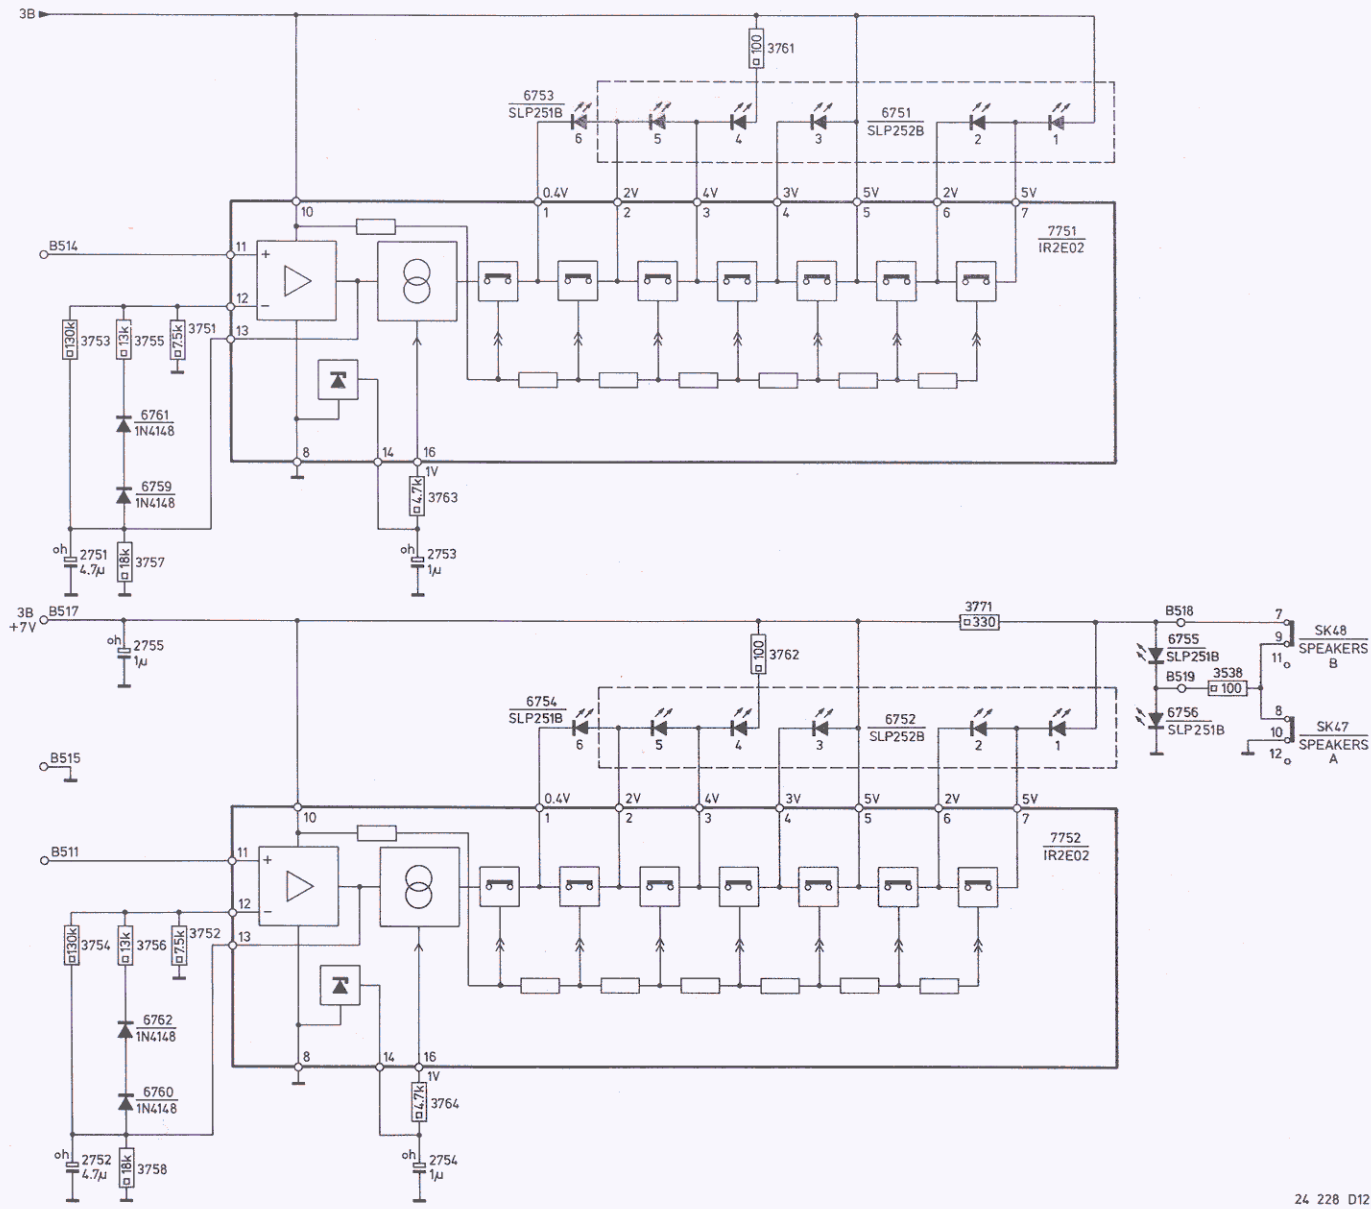 3B
100
3761
6753
SLP251B
6
5
4
3
6751
SLP252B
2
1
0.4V
2V
4V
3V
5V
2V
5V
10
1
2
3
4
5
6
7
7751
IR2E02
B514
11
+
12
−
13
130k
3753
13k
3755
7.5k
3751
6761
1N4148
6759
1N4148
8
14
16
1V
4.7k
3763
oh
2751
4.7µ
18k
3757
oh
2753
1µ
3B
+7V
B517
oh
2755
1µ
100
3762
3771
330
B518
7
9
11
SK48
SPEAKERS
B
6755
SLP251B
B519
3538
100
6756
SLP251B
8
10
12
SK47
SPEAKERS
A
6754
SLP251B
6
5
4
3
6752
SLP252B
2
1
B515
0.4V
2V
4V
3V
5V
2V
5V
10
1
2
3
4
5
6
7
7752
IR2E02
B511
11
+
12
−
13
130k
3754
13k
3756
7.5k
3752
6762
1N4148
6760
1N4148
8
14
16
1V
4.7k
3764
oh
2752
4.7µ
18k
3758
oh
2754
1µ
24 228 D12